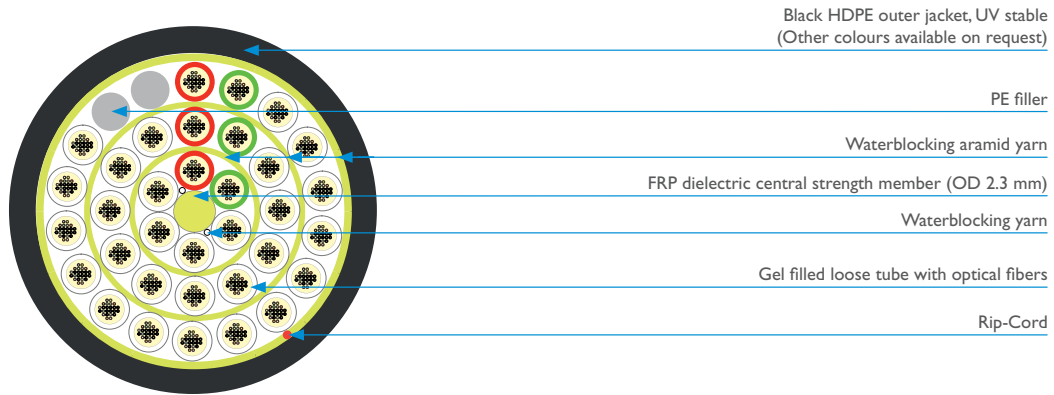 Black HDPE outer jacket, UV stable
(Other colours available on request)
PE filler
Waterblocking aramid yarn
FRP dielectric central strength member (OD 2.3 mm)
Waterblocking yarn
Gel filled loose tube with optical fibers
Rip-Cord